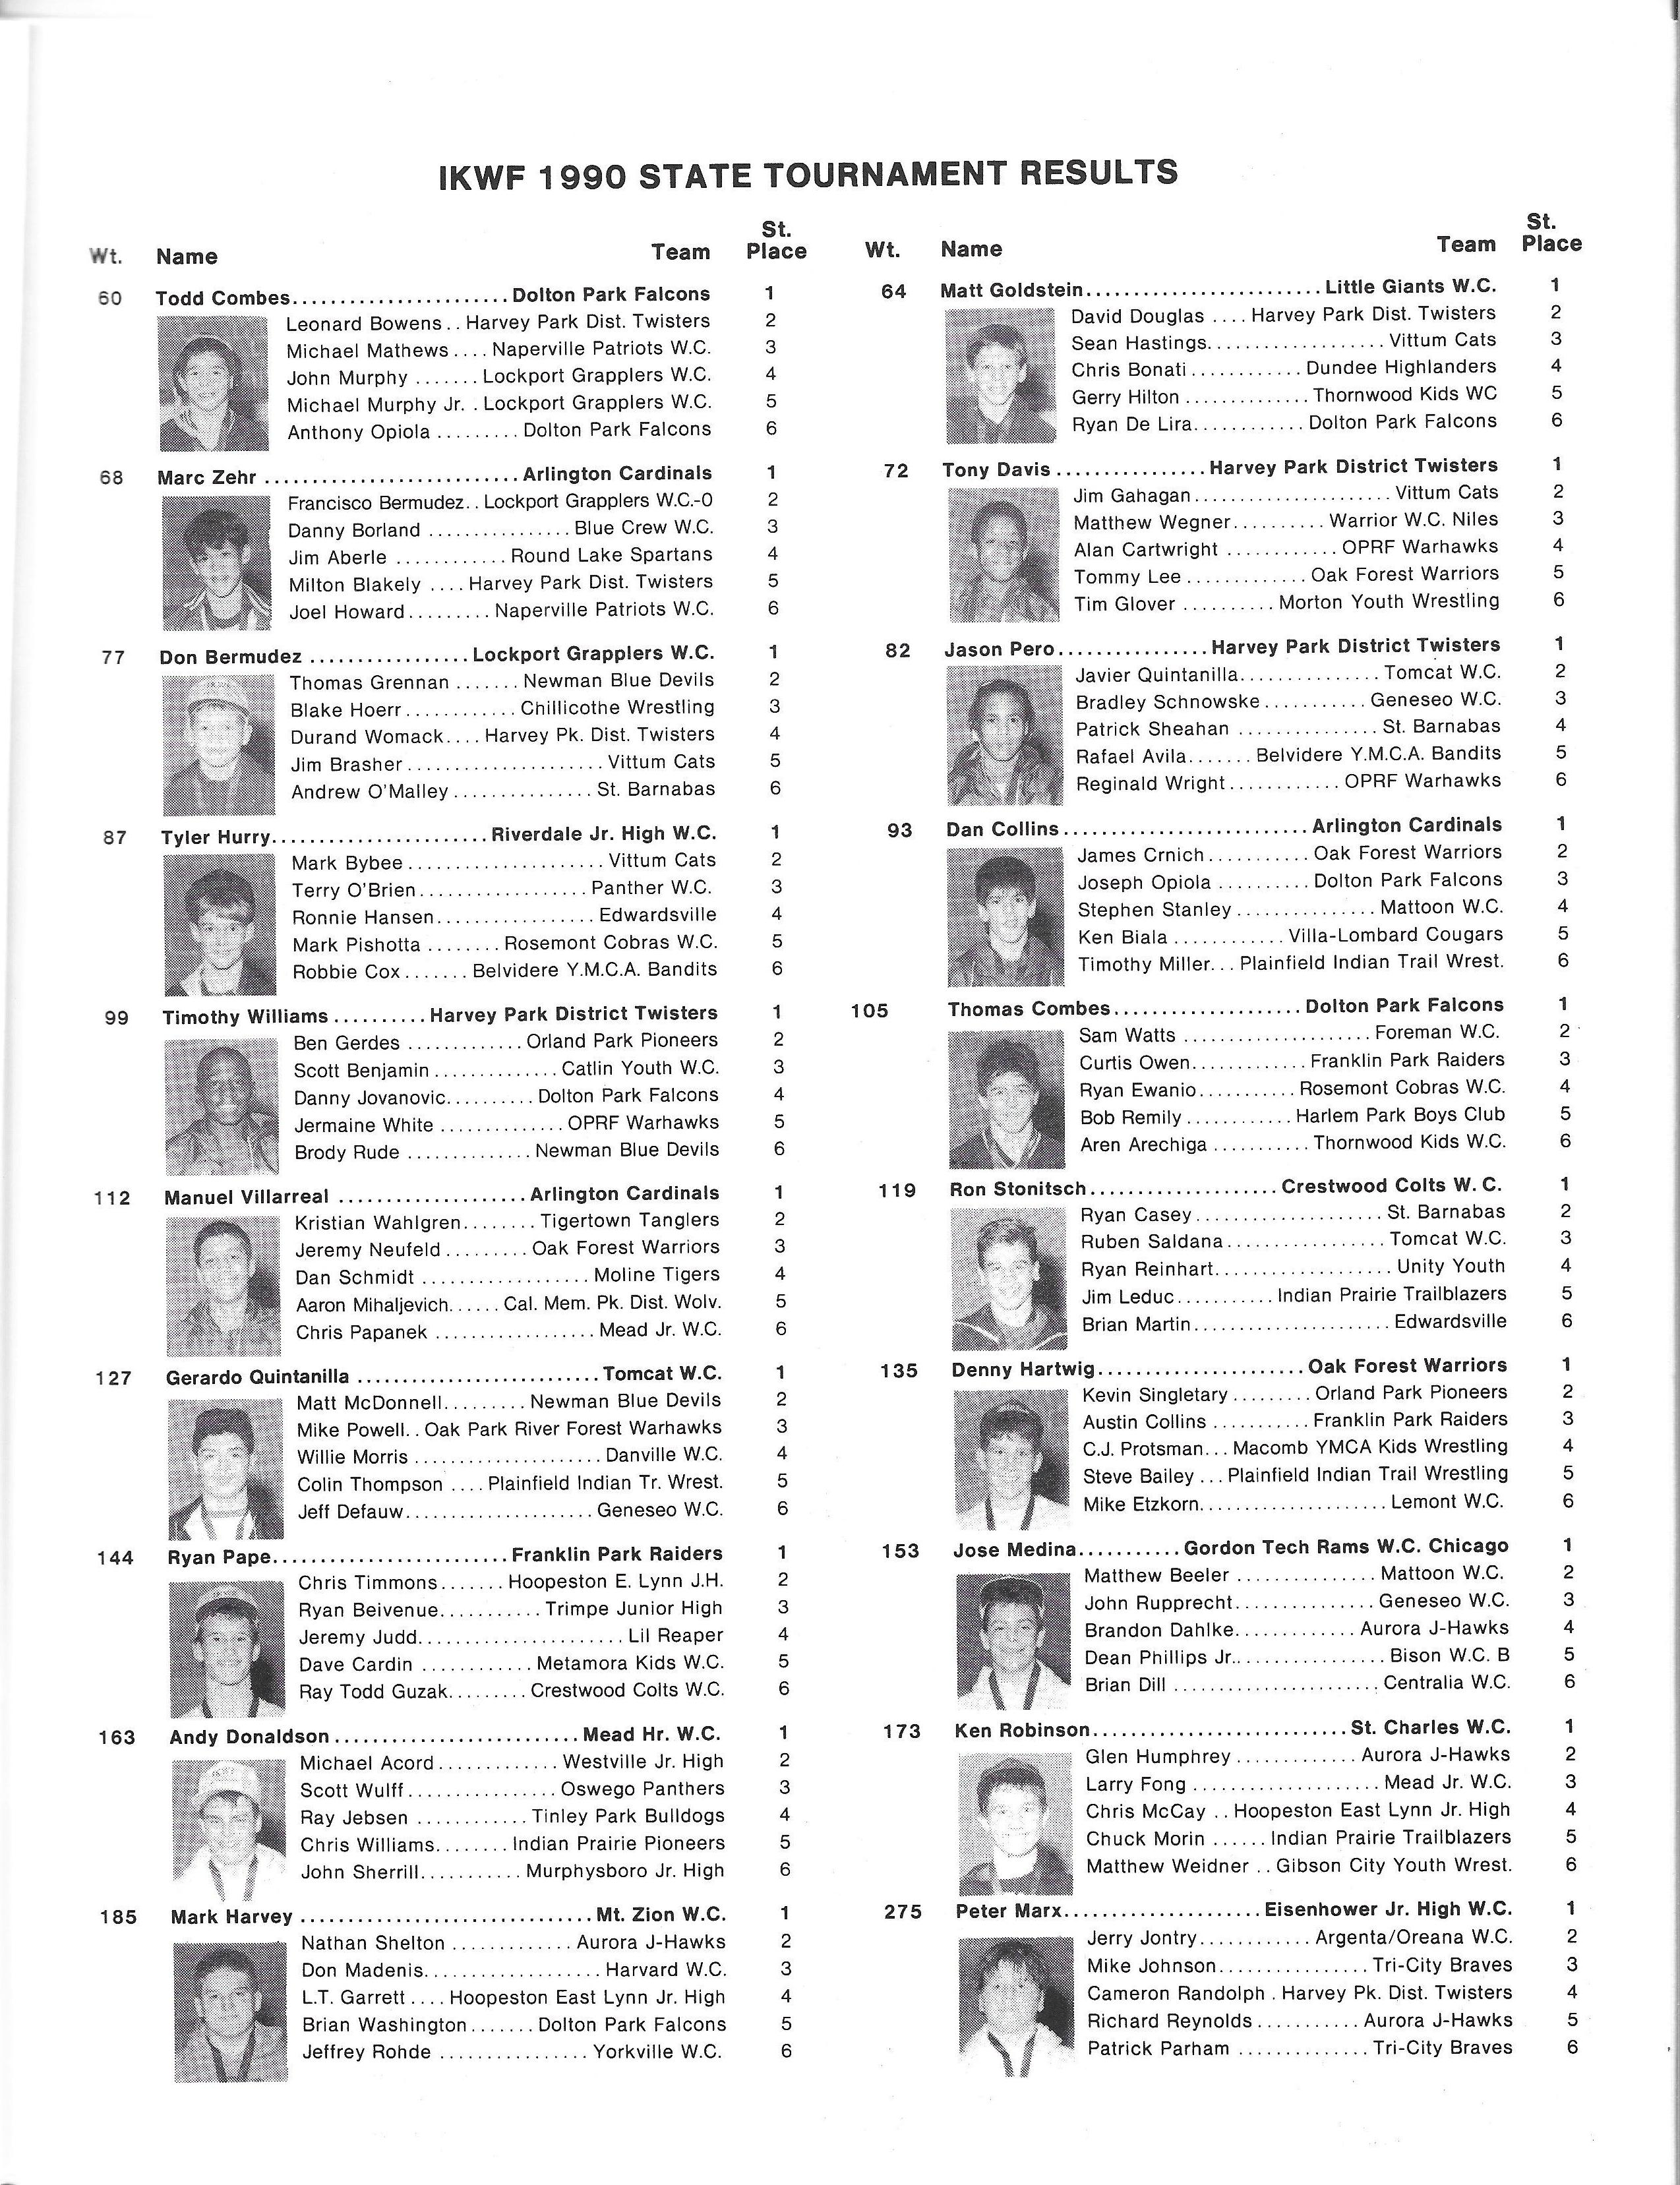 IKWF 1990 STATE TOURNAMENT RESULTS
Wt. Name Team St. Place
60 Todd Combes....................... Dolton Park Falcons 1
Leonard Bowens.. Harvey Park Dist. Twisters 2
Michael Mathews.... Naperville Patriots W.C. 3
John Murphy ....... Lockport Grapplers W.C. 4
Michael Murphy Jr. . Lockport Grapplers W.C. 5
Anthony Opiola ......... Dolton Park Falcons 6
68 Marc Zehr .......................... Arlington Cardinals 1
Francisco Bermudez.. Lockport Grapplers W.C.-0 2
Danny Borland ................ Blue Crew W.C. 3
Jim Aberle ............ Round Lake Spartans 4
Milton Blakely .... Harvey Park Dist. Twisters 5
Joel Howard......... Naperville Patriots W.C. 6
77 Don Bermudez ................. Lockport Grapplers W.C. 1
Thomas Grennan ....... Newman Blue Devils 2
Blake Hoerr............ Chillicothe Wrestling 3
Durand Womack.... Harvey Pk. Dist. Twisters 4
Jim Brasher..................... Vittum Cats 5
Andrew O'Malley............... St. Barnabas 6
87 Tyler Hurry....................... Riverdale Jr. High W.C. 1
Mark Bybee..................... Vittum Cats 2
Terry O'Brien.................. Panther W.C. 3
Ronnie Hansen................. Edwardsville 4
Mark Pishotta ........ Rosemont Cobras W.C. 5
Robbie Cox....... Belvidere Y.M.C.A. Bandits 6
99 Timothy Williams .......... Harvey Park District Twisters 1
Ben Gerdes ............. Orland Park Pioneers 2
Scott Benjamin............. Catlin Youth W.C. 3
Danny Jovanovic.......... Dolton Park Falcons 4
Jermaine White .............. OPRF Warhawks 5
Brody Rude ............. Newman Blue Devils 6
112 Manuel Villarreal .................... Arlington Cardinals 1
Kristian Wahlgren........ Tigertown Tanglers 2
Jeremy Neufeld ......... Oak Forest Warriors 3
Dan Schmidt .................. Moline Tigers 4
Aaron Mihaljevich...... Cal. Mem. Pk. Dist. Wolv. 5
Chris Papanek ................. Mead Jr. W.C. 6
127 Gerardo Quintanilla .......................... Tomcat W.C. 1
Matt McDonnell......... Newman Blue Devils 2
Mike Powell.. Oak Park River Forest Warhawks 3
Willie Morris .................... Danville W.C. 4
Colin Thompson .... Plainfield Indian Tr. Wrest. 5
Jeff Defauw.................... Geneseo W.C. 6
144 Ryan Pape......................... Franklin Park Raiders 1
Chris Timmons....... Hoopeston E. Lynn J.H. 2
Ryan Beivenue........... Trimpe Junior High 3
Jeremy Judd...................... Lil Reaper 4
Dave Cardin ............ Metamora Kids W.C. 5
Ray Todd Guzak......... Crestwood Colts W.C. 6
163 Andy Donaldson........................... Mead Hr. W.C. 1
Michael Acord............. Westville Jr. High 2
Scott Wulff................ Oswego Panthers 3
Ray Jebsen ............ Tinley Park Bulldogs 4
Chris Williams........ Indian Prairie Pioneers 5
John Sherrill........... Murphysboro Jr. High 6
185 Mark Harvey .............................. Mt. Zion W.C. 1
Nathan Shelton ............. Aurora J-Hawks 2
Don Madenis................... Harvard W.C. 3
L.T. Garrett .... Hoopeston East Lynn Jr. High 4
Brian Washington....... Dolton Park Falcons 5
Jeffrey Rohde ................ Yorkville W.C. 6
Wt. Name Team St. Place
64 Matt Goldstein......................... Little Giants W.C. 1
David Douglas .... Harvey Park Dist. Twisters 2
Sean Hastings................... Vittum Cats 3
Chris Bonati............ Dundee Highlanders 4
Gerry Hilton .............. Thornwood Kids WC 5
Ryan De Lira............ Dolton Park Falcons 6
72 Tony Davis ................ Harvey Park District Twisters 1
Jim Gahagan..................... Vittum Cats 2
Matthew Wegner.......... Warrior W.C. Niles 3
Alan Cartwright ............ OPRF Warhawks 4
Tommy Lee ............. Oak Forest Warriors 5
Tim Glover .......... Morton Youth Wrestling 6
82 Jason Pero................ Harvey Park District Twisters 1
Javier Quintanilla............... Tomcat W.C. 2
Bradley Schnowske........... Geneseo W.C. 3
Patrick Sheahan ............... St. Barnabas 4
Rafael Avila....... Belvidere Y.M.C.A. Bandits 5
Reginald Wright............ OPRF Warhawks 6
93 Dan Collins.......................... Arlington Cardinals 1
James Crnich........... Oak Forest Warriors 2
Joseph Opiola .......... Dolton Park Falcons 3
Stephen Stanley............... Mattoon W.C. 4
Ken Biala ............ Villa-Lombard Cougars 5
Timothy Miller... Plainfield Indian Trail Wrest. 6
105 Thomas Combes.................... Dolton Park Falcons 1
Sam Watts .................... Foreman W.C. 2
Curtis Owen............ Franklin Park Raiders 3
Ryan Ewanio........... Rosemont Cobras W.C. 4
Bob Remily............ Harlem Park Boys Club 5
Aren Arechiga ........... Thornwood Kids W.C. 6
119 Ron Stonitsch.................... Crestwood Colts W. C. 1
Ryan Casey.................... St. Barnabas 2
Ruben Saldana................. Tomcat W.C. 3
Ryan Reinhart................... Unity Youth 4
Jim Leduc........... Indian Prairie Trailblazers 5
Brian Martin..................... Edwardsville 6
135 Denny Hartwig...................... Oak Forest Warriors 1
Kevin Singletary......... Orland Park Pioneers 2
Austin Collins ........... Franklin Park Raiders 3
C.J. Protsman... Macomb YMCA Kids Wrestling 4
Steve Bailey ... Plainfield Indian Trail Wrestling 5
Mike Etzkorn.................... Lemont W.C. 6
153 Jose Medina........... Gordon Tech Rams W.C. Chicago 1
Matthew Beeler ............... Mattoon W.C. 2
John Rupprecht............... Geneseo W.C. 3
Brandon Dahlke............. Aurora J-Hawks 4
Dean Phillips Jr................. Bison W.C. B 5
Brian Dill ...................... Centralia W.C. 6
173 Ken Robinson........................... St. Charles W.C. 1
Glen Humphrey............. Aurora J-Hawks 2
Larry Fong .................... Mead Jr. W.C. 3
Chris McCay .. Hoopeston East Lynn Jr. High 4
Chuck Morin ...... Indian Prairie Trailblazers 5
Matthew Weidner .. Gibson City Youth Wrest. 6
275 Peter Marx..................... Eisenhower Jr. High W.C. 1
Jerry Jontry............ Argenta/Oreana W.C. 2
Mike Johnson................ Tri-City Braves 3
Cameron Randolph . Harvey Pk. Dist. Twisters 4
Richard Reynolds........... Aurora J-Hawks 5
Patrick Parham .............. Tri-City Braves 6